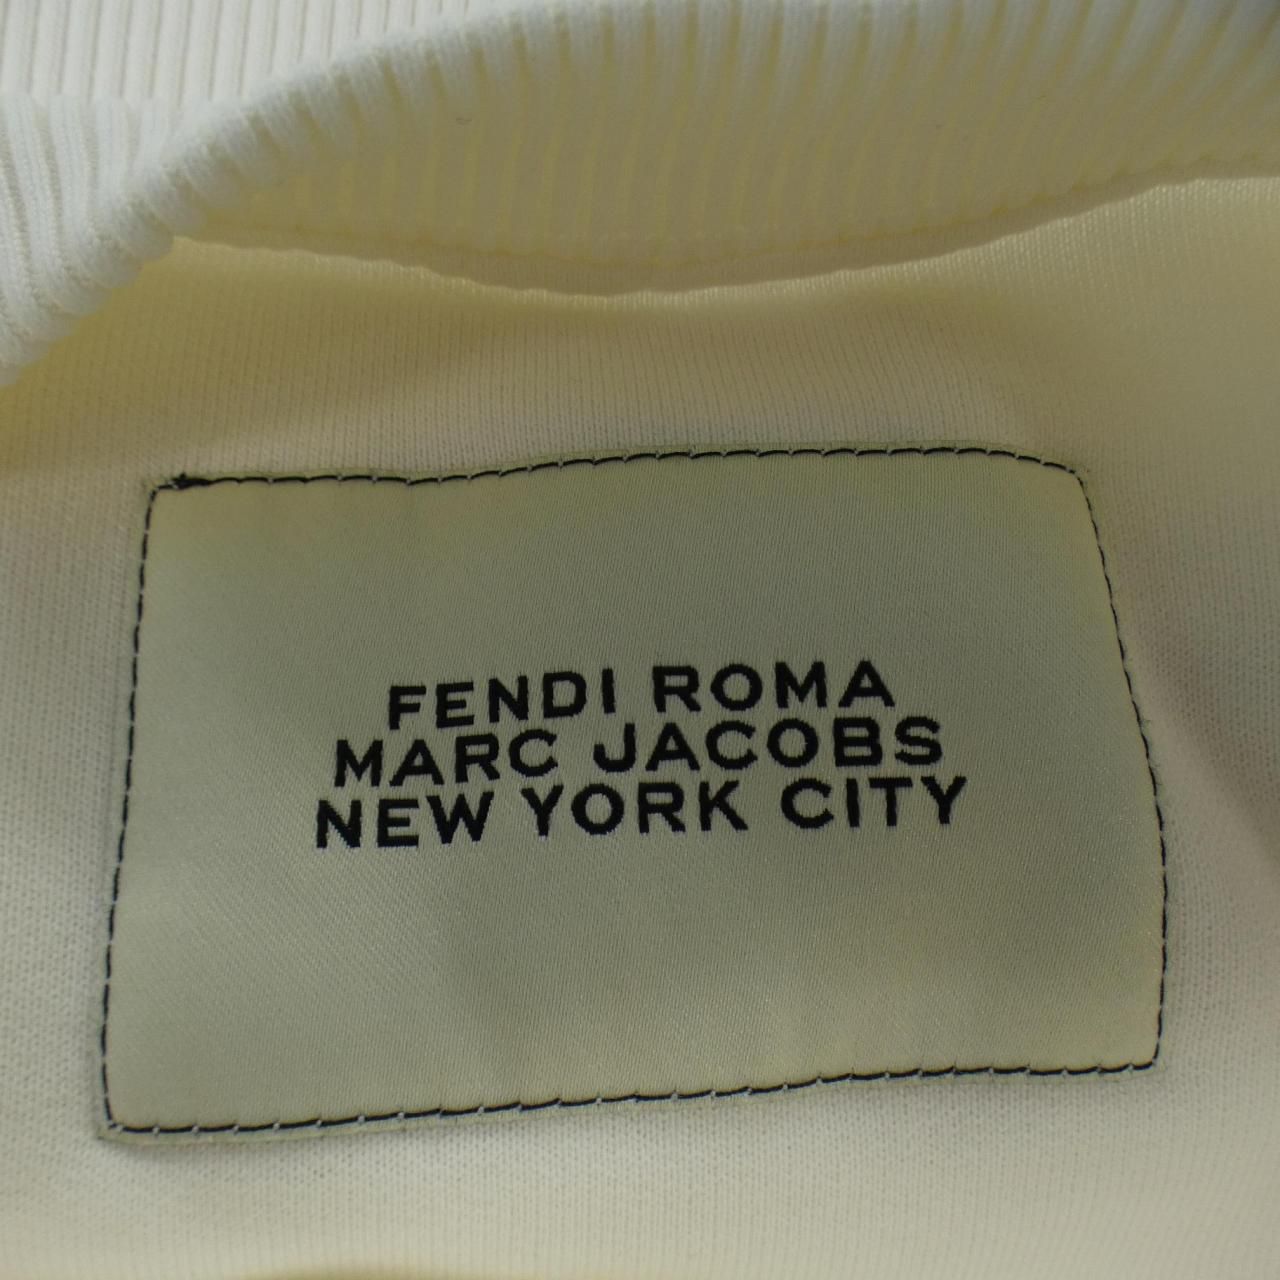 FENDI ROMA
MARC JACOBS
NEW YORK CITY